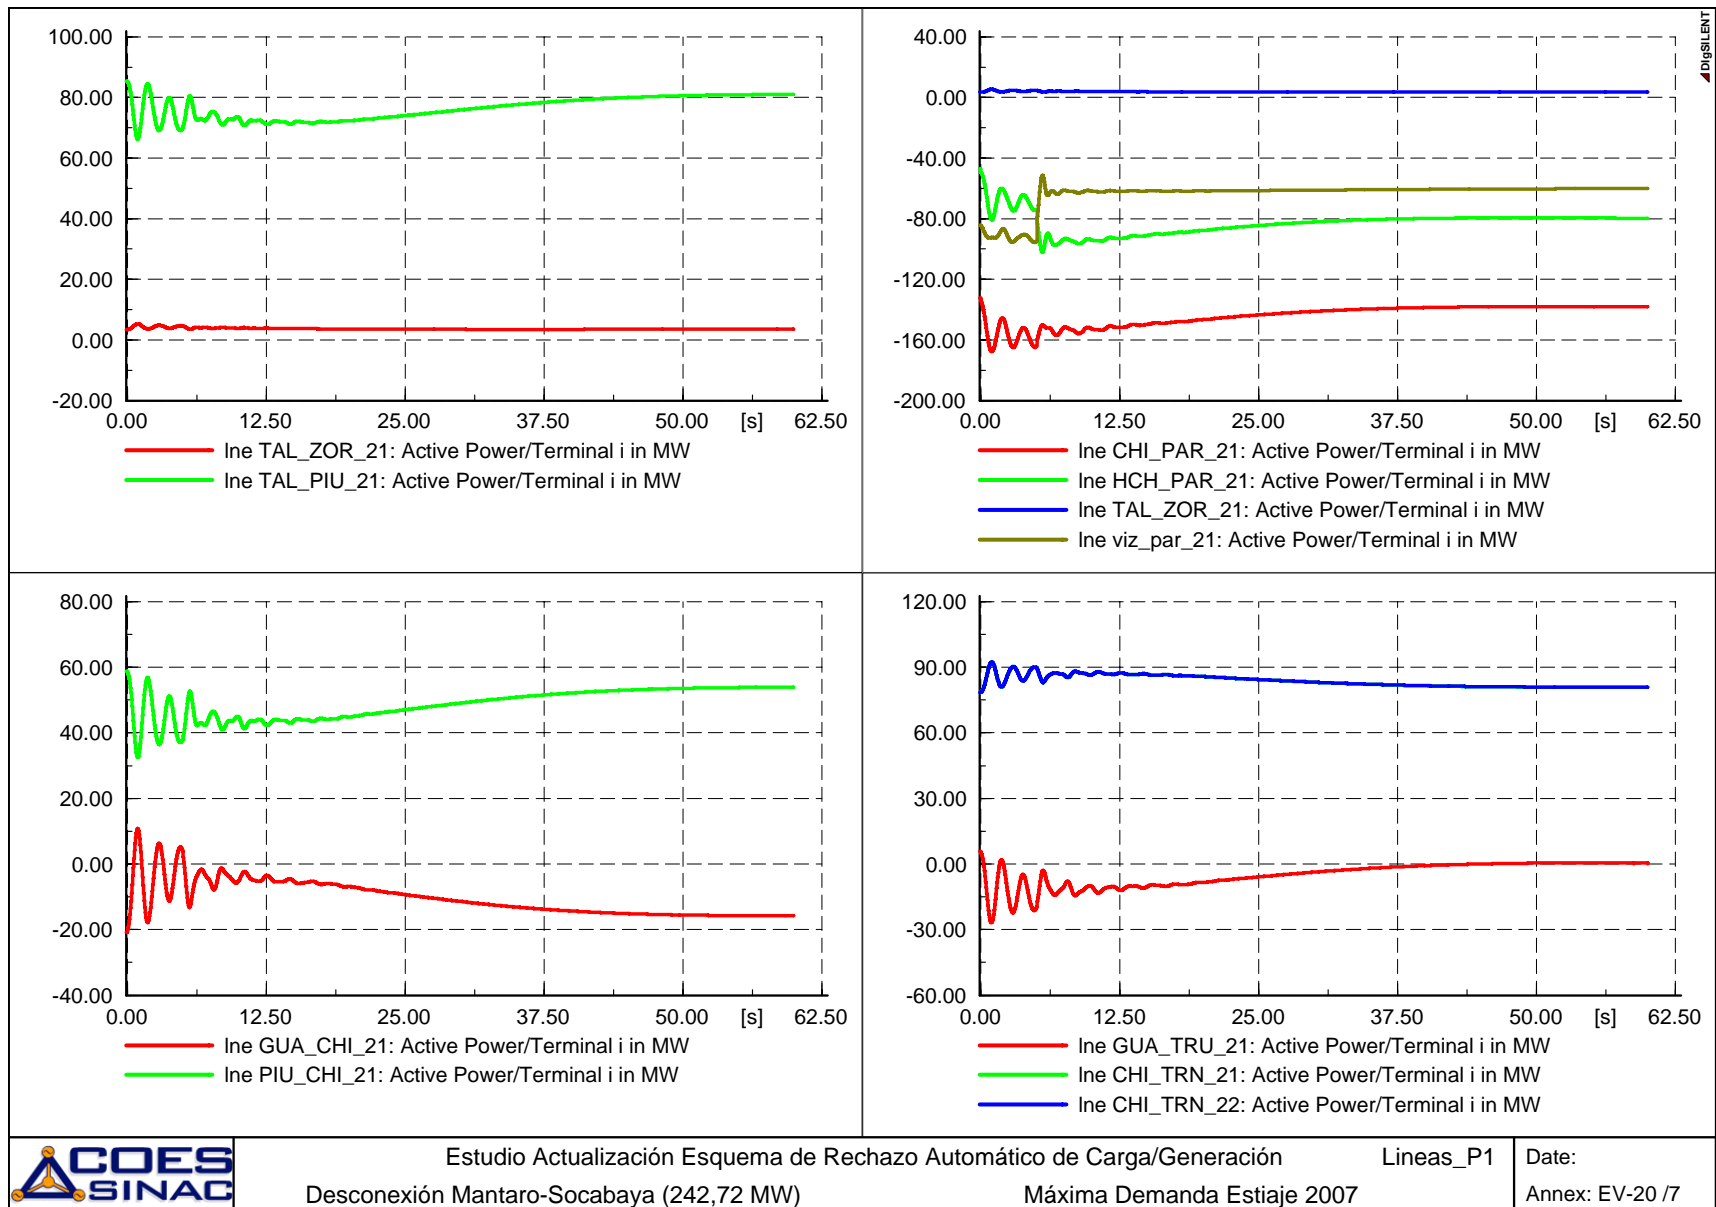 100.00
80.00
60.00
40.00
20.00
0.00
-20.00
0.00 12.50 25.00 37.50 50.00 [s] 62.50
lne TAL_ZOR_21: Active Power/Terminal i in MW
lne TAL_PIU_21: Active Power/Terminal i in MW
40.00
0.00
-40.00
-80.00
-120.00
-160.00
-200.00
0.00 12.50 25.00 37.50 50.00 [s] 62.50
lne CHI_PAR_21: Active Power/Terminal i in MW
lne HCH_PAR_21: Active Power/Terminal i in MW
lne TAL_ZOR_21: Active Power/Terminal i in MW
lne viz_par_21: Active Power/Terminal i in MW
DIgSILENT
80.00
60.00
40.00
20.00
0.00
-20.00
-40.00
0.00 12.50 25.00 37.50 50.00 [s] 62.50
lne GUA_CHI_21: Active Power/Terminal i in MW
lne PIU_CHI_21: Active Power/Terminal i in MW
120.00
90.00
60.00
30.00
0.00
-30.00
-60.00
0.00 12.50 25.00 37.50 50.00 [s] 62.50
lne GUA_TRU_21: Active Power/Terminal i in MW
lne CHI_TRN_21: Active Power/Terminal i in MW
lne CHI_TRN_22: Active Power/Terminal i in MW
COES
SINAC
Estudio Actualización Esquema de Rechazo Automático de Carga/Generación
Desconexión Mantaro-Socabaya (242,72 MW) Máxima Demanda Estiaje 2007
Lineas_P1
Date:
Annex: EV-20 /7